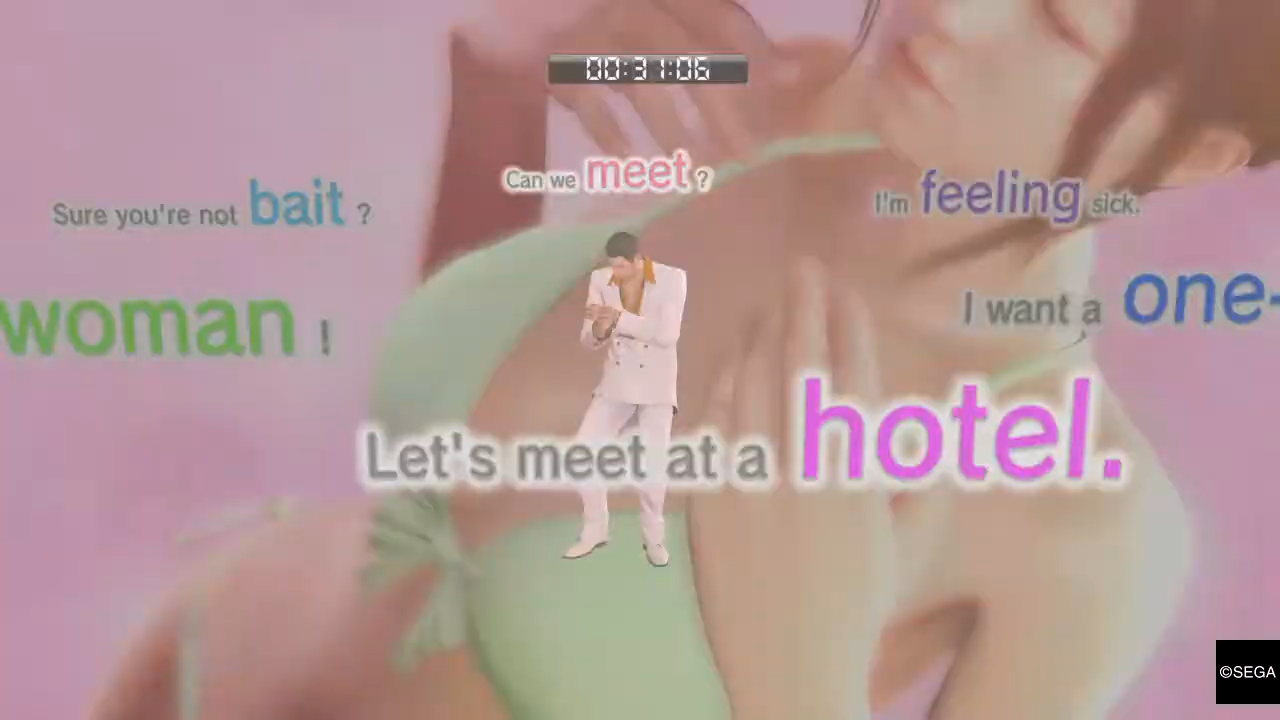 00:31:06
Can we meet ?
Sure you're not bait ?
I'm feeling sick.
I want a one-
woman !
Let's meet at a hotel.
©SEGA